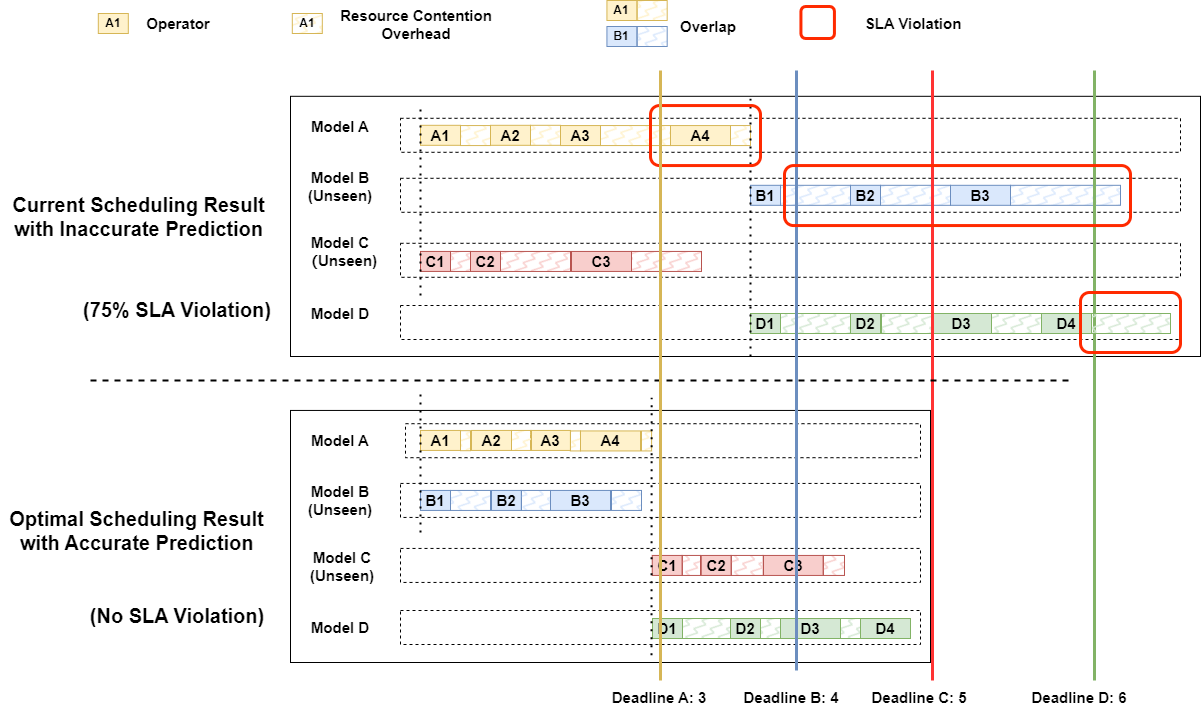 A1
Operator
A1
Resource Contention
Overhead
A1
B1
Overlap
SLA Violation
Model A
A1 A2 A3 A4
Model B
(Unseen)
B1 B2 B3
Current Scheduling Result
with Inaccurate Prediction
Model C
(Unseen)
C1 C2 C3
(75% SLA Violation)
Model D
D1 D2 D3 D4
Model A
A1 A2 A3 A4
Model B
(Unseen)
B1 B2 B3
Optimal Scheduling Result
with Accurate Prediction
Model C
(Unseen)
C1 C2 C3
(No SLA Violation)
Model D
D1 D2 D3 D4
Deadline A: 3 Deadline B: 4 Deadline C: 5 Deadline D: 6